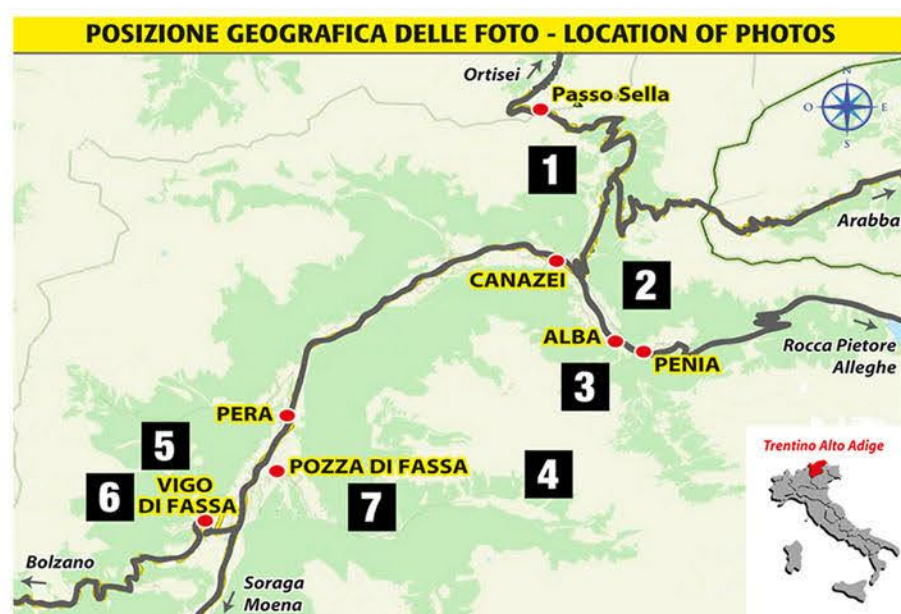 POSIZIONE GEOGRAFICA DELLE FOTO - LOCATION OF PHOTOS
Ortisei
Passo Sella
N
O
E
S
1
Arabba
CANAZEI
2
ALBA
PENIA
Rocca Pietore
Alleghe
3
PERA
Trentino Alto Adige
5
POZZA DI FASSA
4
6
VIGO
DI FASSA
7
Bolzano
Soraga
Moena